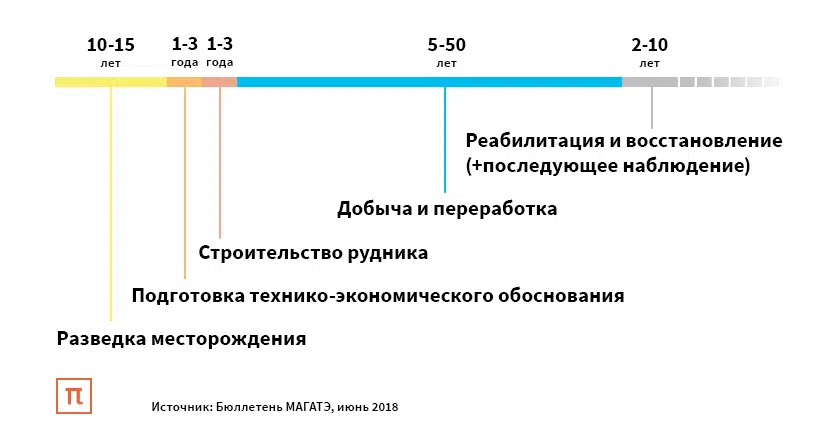 10-15 1-3 1-3 5-50 2-10
лет года года лет лет
Реабилитация и восстановление
(+последующее наблюдение)
Добыча и переработка
Строительство рудника
Подготовка технико-экономического обоснования
Разведка месторождения
π
Источник: Бюллетень МАГАТЭ, июнь 2018